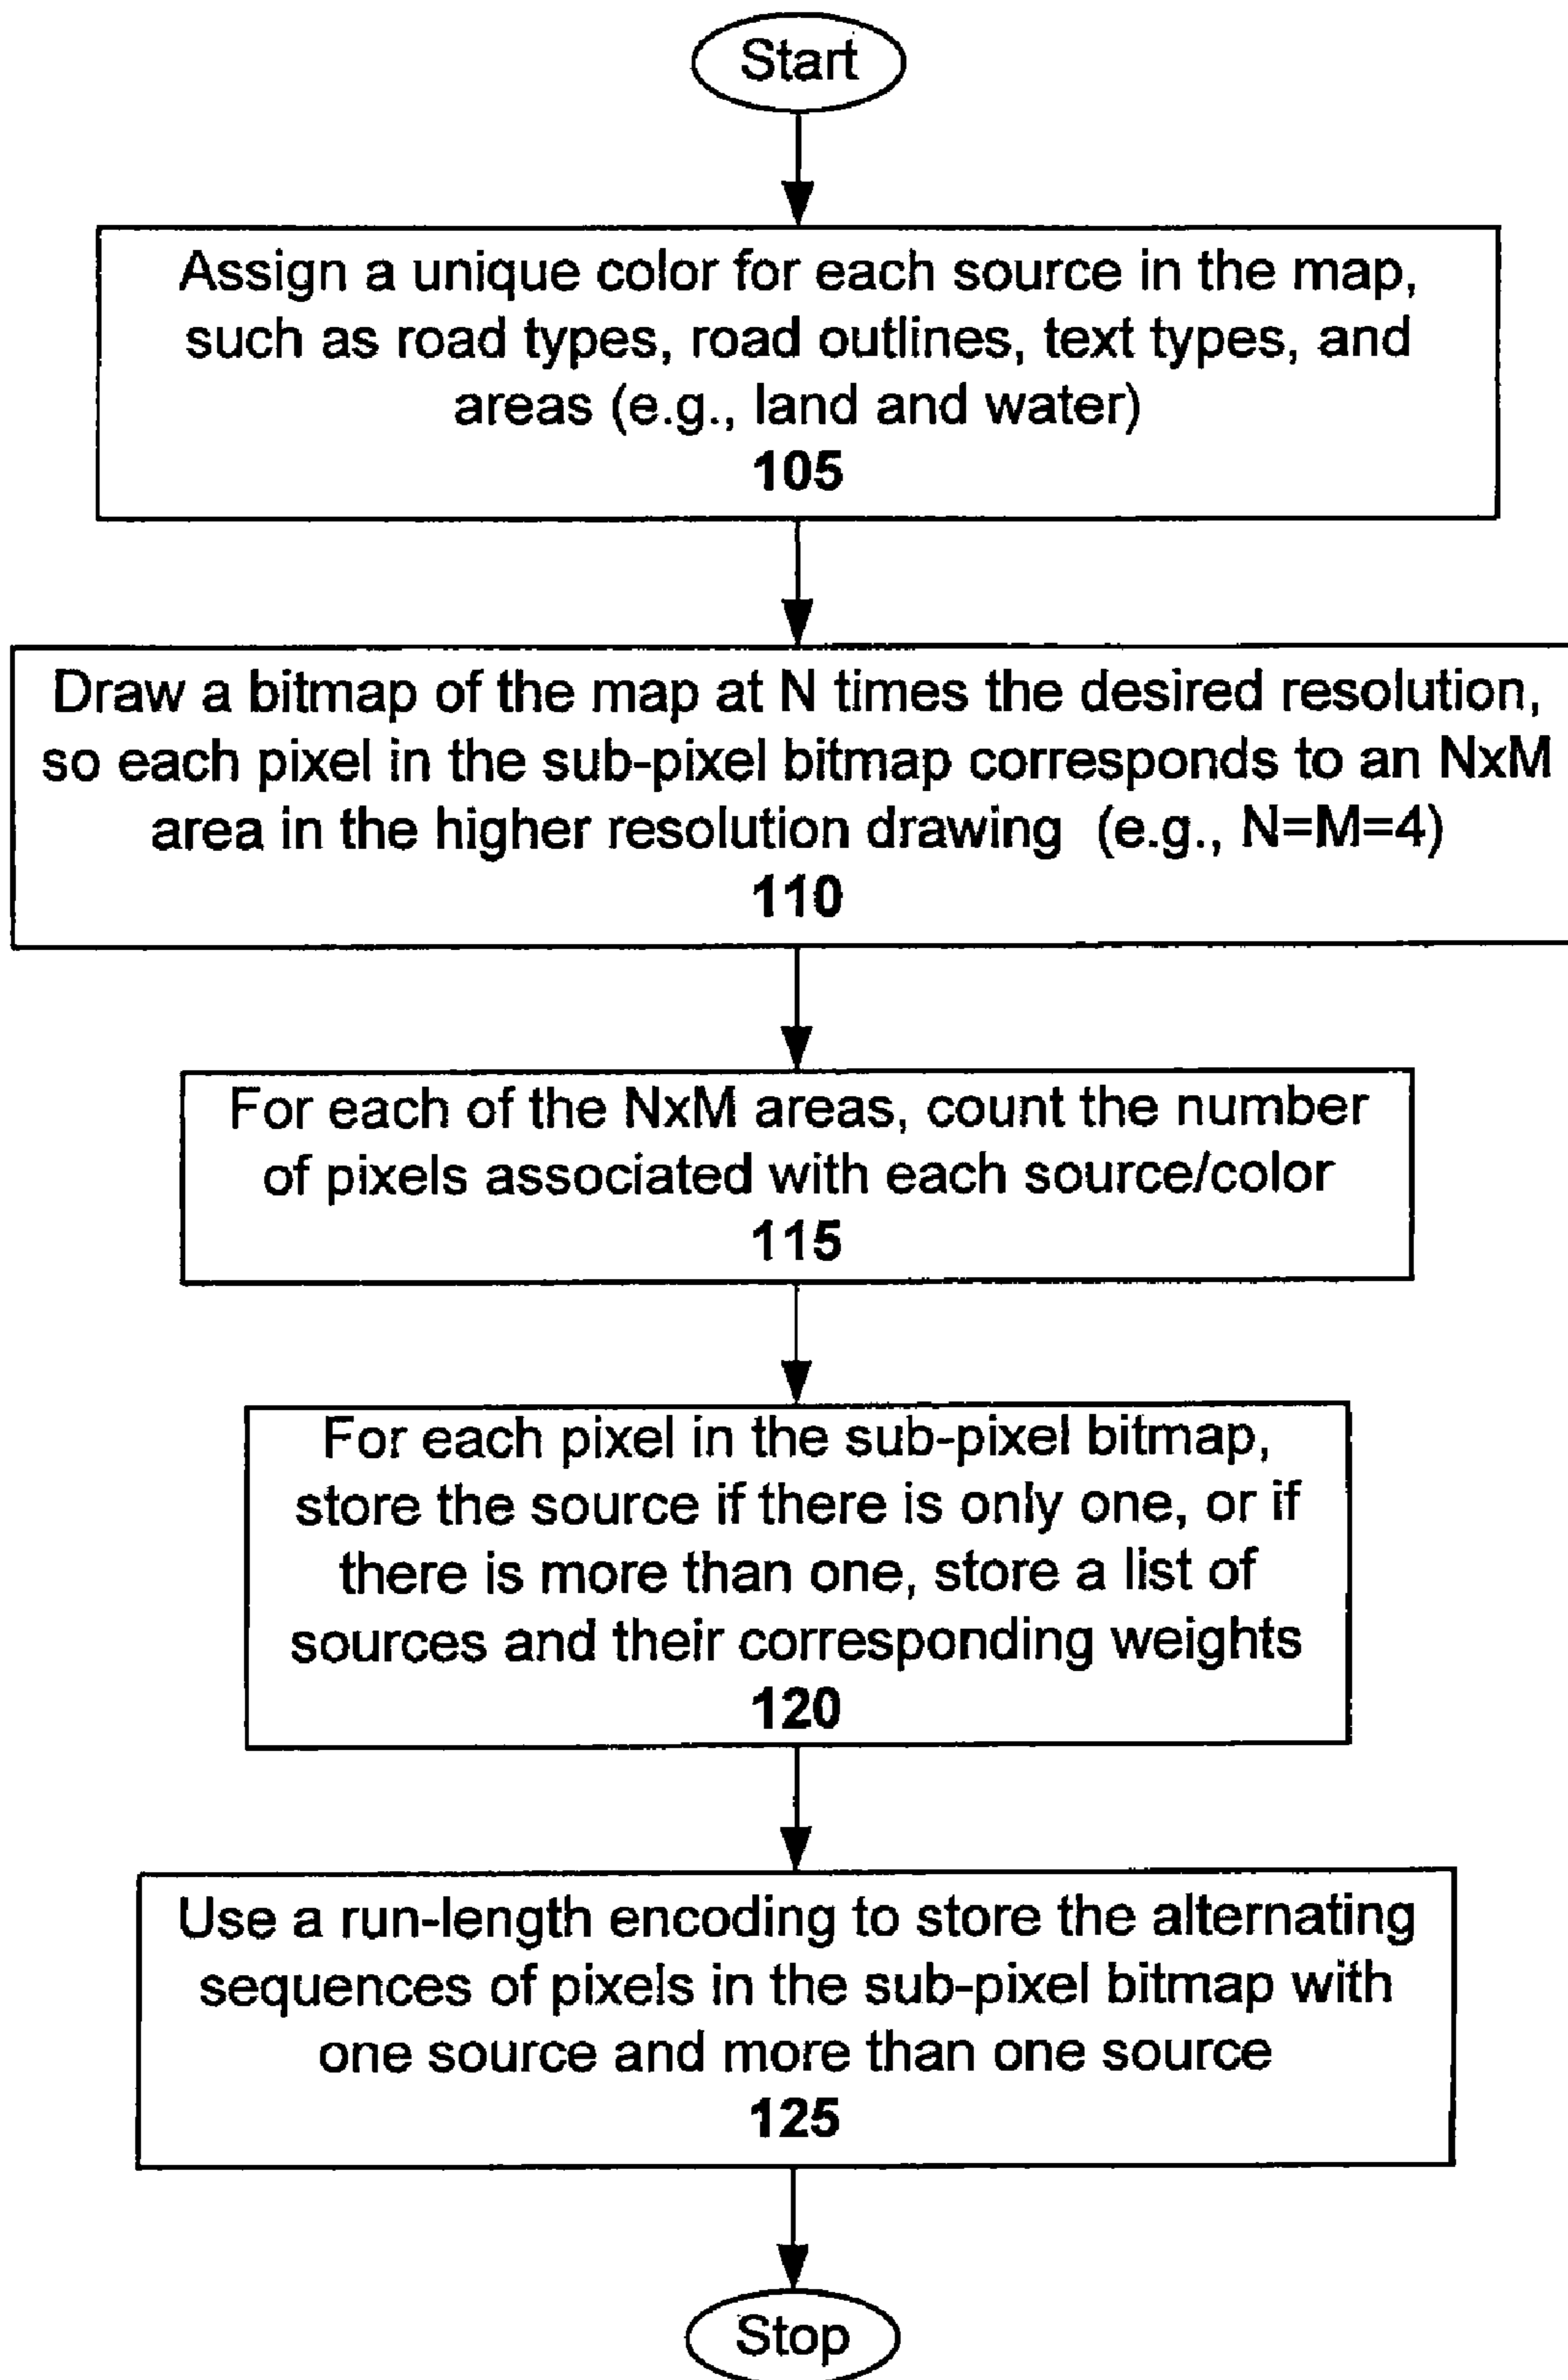 Start
Assign a unique color for each source in the map,
such as road types, road outlines, text types, and
areas (e.g., land and water)
105
Draw a bitmap of the map at N times the desired resolution,
so each pixel in the sub-pixel bitmap corresponds to an NxM
area in the higher resolution drawing (e.g., N=M=4)
110
For each of the NxM areas, count the number
of pixels associated with each source/color
115
For each pixel in the sub-pixel bitmap,
store the source if there is only one, or if
there is more than one, store a list of
sources and their corresponding weights
120
Use a run-length encoding to store the alternating
sequences of pixels in the sub-pixel bitmap with
one source and more than one source
125
Stop